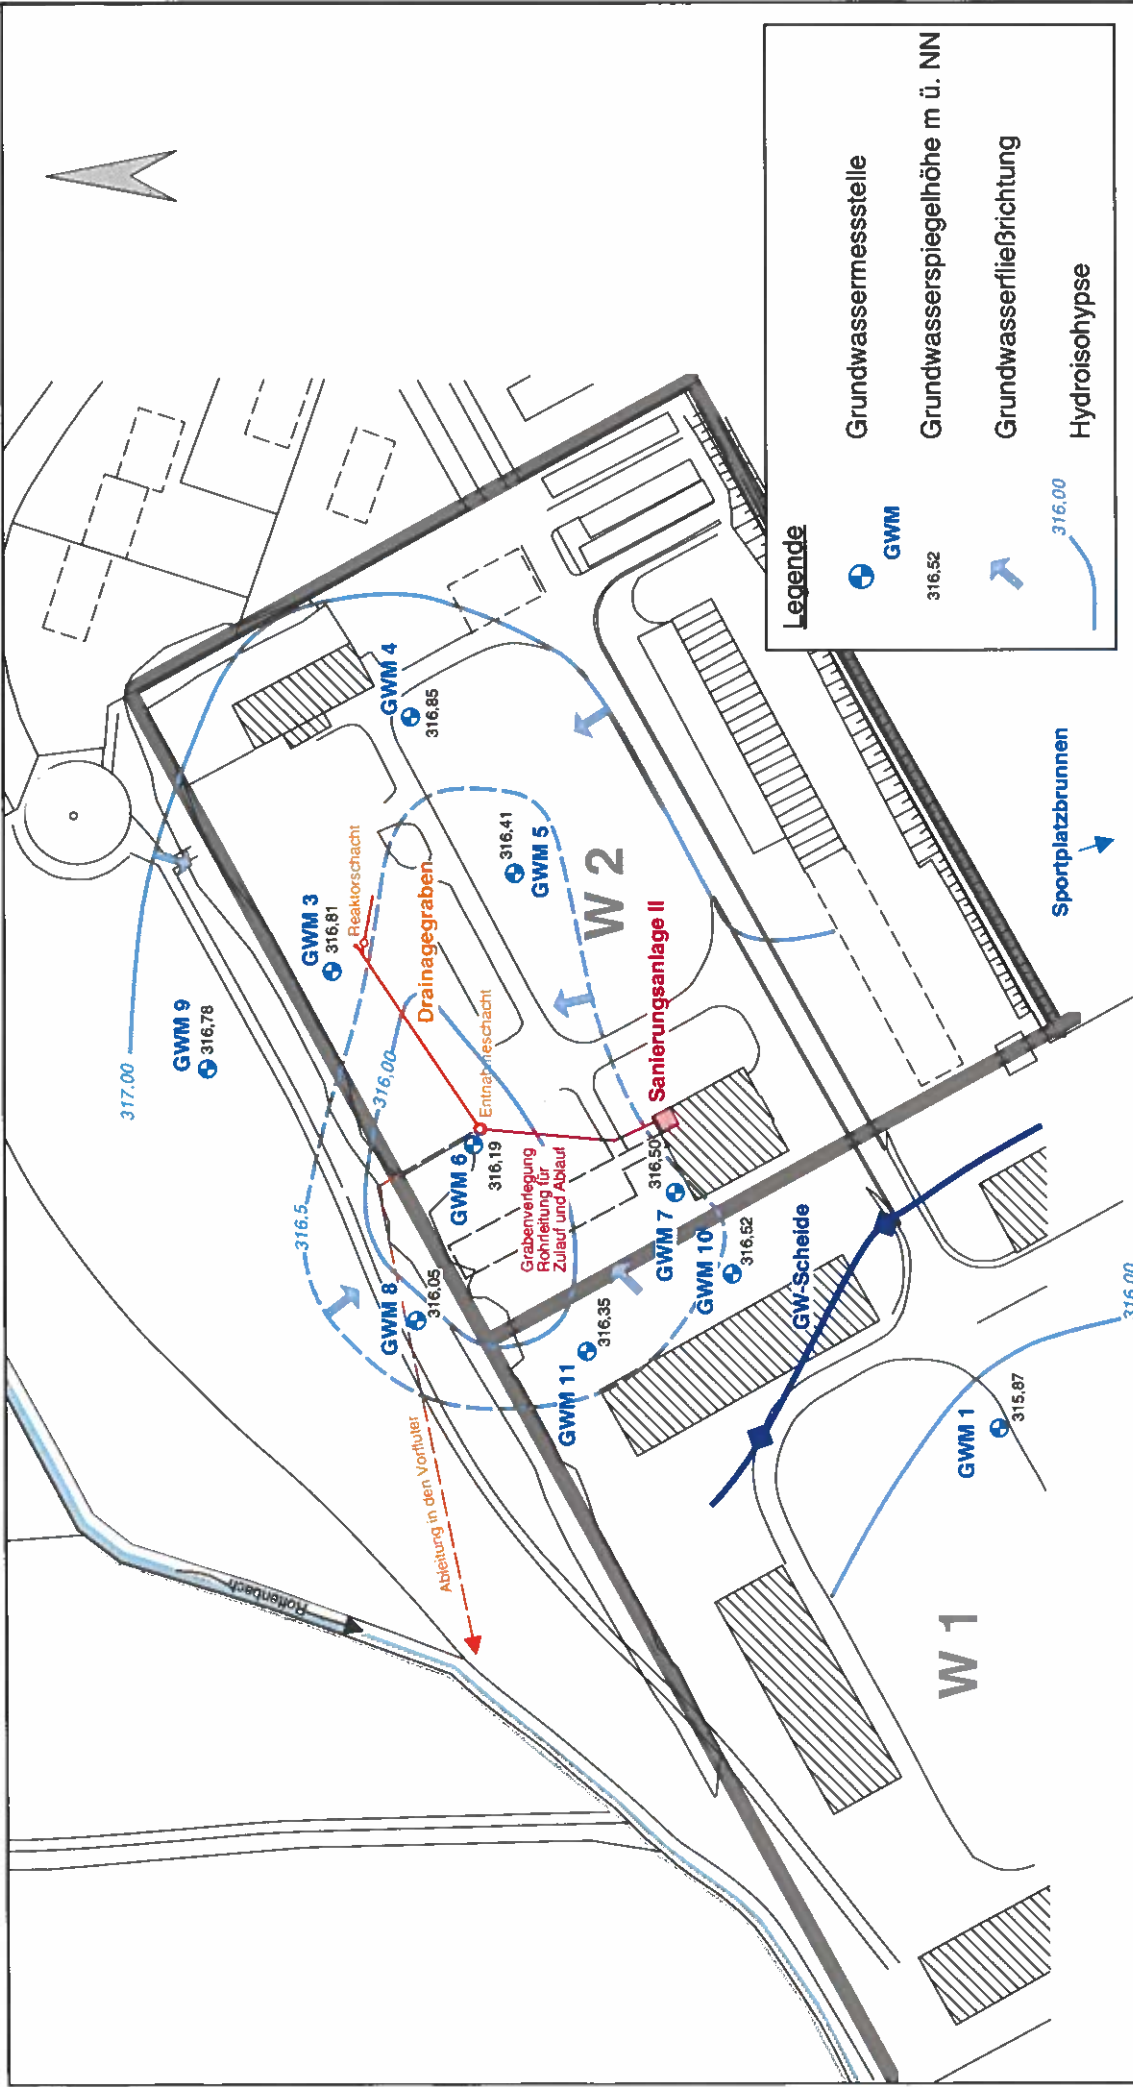 317.00
GWM 9
316,78
GWM 3
316,81
Reaktorschacht
GWM 4
316,85
Drainagegraben
316,00
316.5
Entnahmeschacht
GWM 5
316,41
W 2
GWM 6
316,19
Grabenverlegung
Rohrleitung für
Zulauf und Ablauf
Sanierungsanlage II
GWM 8
316,05
GWM 7
316,50
GWM 10
316,52
GWM 11
316,35
Ableitung in den Vorfluter
Rottenbach
GW-Scheide
GWM 1
315,87
316,00
W 1
Sportplatzbrunnen
Legende
GWM
Grundwassermessstelle
316,52
Grundwasserspiegelhöhe m ü. NN
Grundwasserfließrichtung
316,00
Hydroisohypse